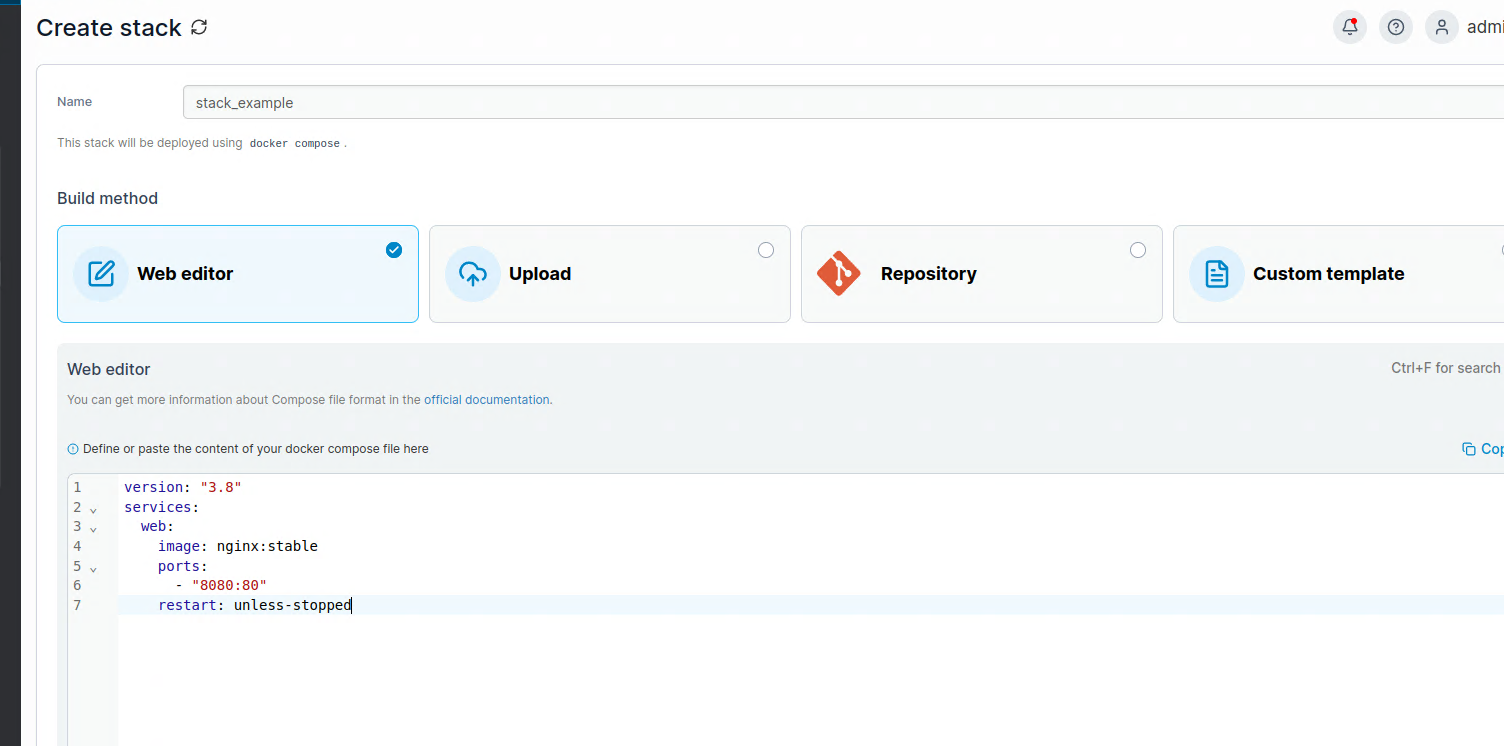 Create stack
admi
Name
stack_example
This stack will be deployed using docker compose .
Build method
Web editor
Upload
Repository
Custom template
Web editor
Ctrl+F for search
You can get more information about Compose file format in the official documentation.
Define or paste the content of your docker compose file here
Cop
1 version: "3.8"
2 services:
3 web:
4 image: nginx:stable
5 ports:
6 - "8080:80"
7 restart: unless-stopped